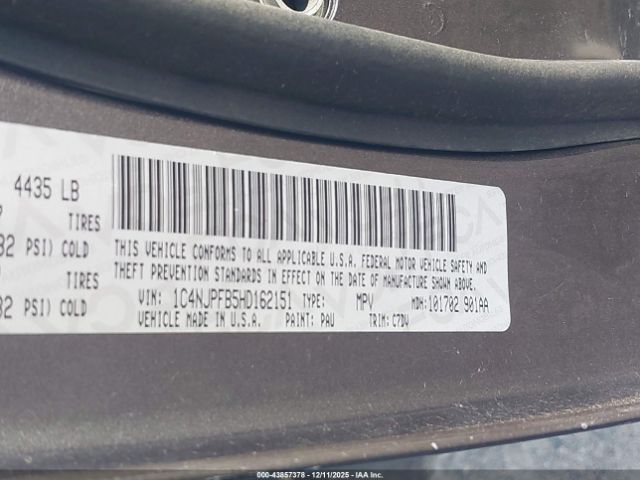 4435 LB
TIRES
32 PSI) COLD
TIRES
32 PSI) COLD
THIS VEHICLE CONFORMS TO ALL APPLICABLE U.S.A. FEDERAL MOTOR VEHICLE SAFETY AND
THEFT PREVENTION STANDARDS IN EFFECT ON THE DATE OF MANUFACTURE SHOWN ABOVE.
VIN: 1C4NJPFB5HD162151 TYPE: MPV MDH: 101702 901AA
VEHICLE MADE IN U.S.A. PAINT: PAU TRIM: C7DV
000-43857378 - 12/11/2025 - IAA Inc.